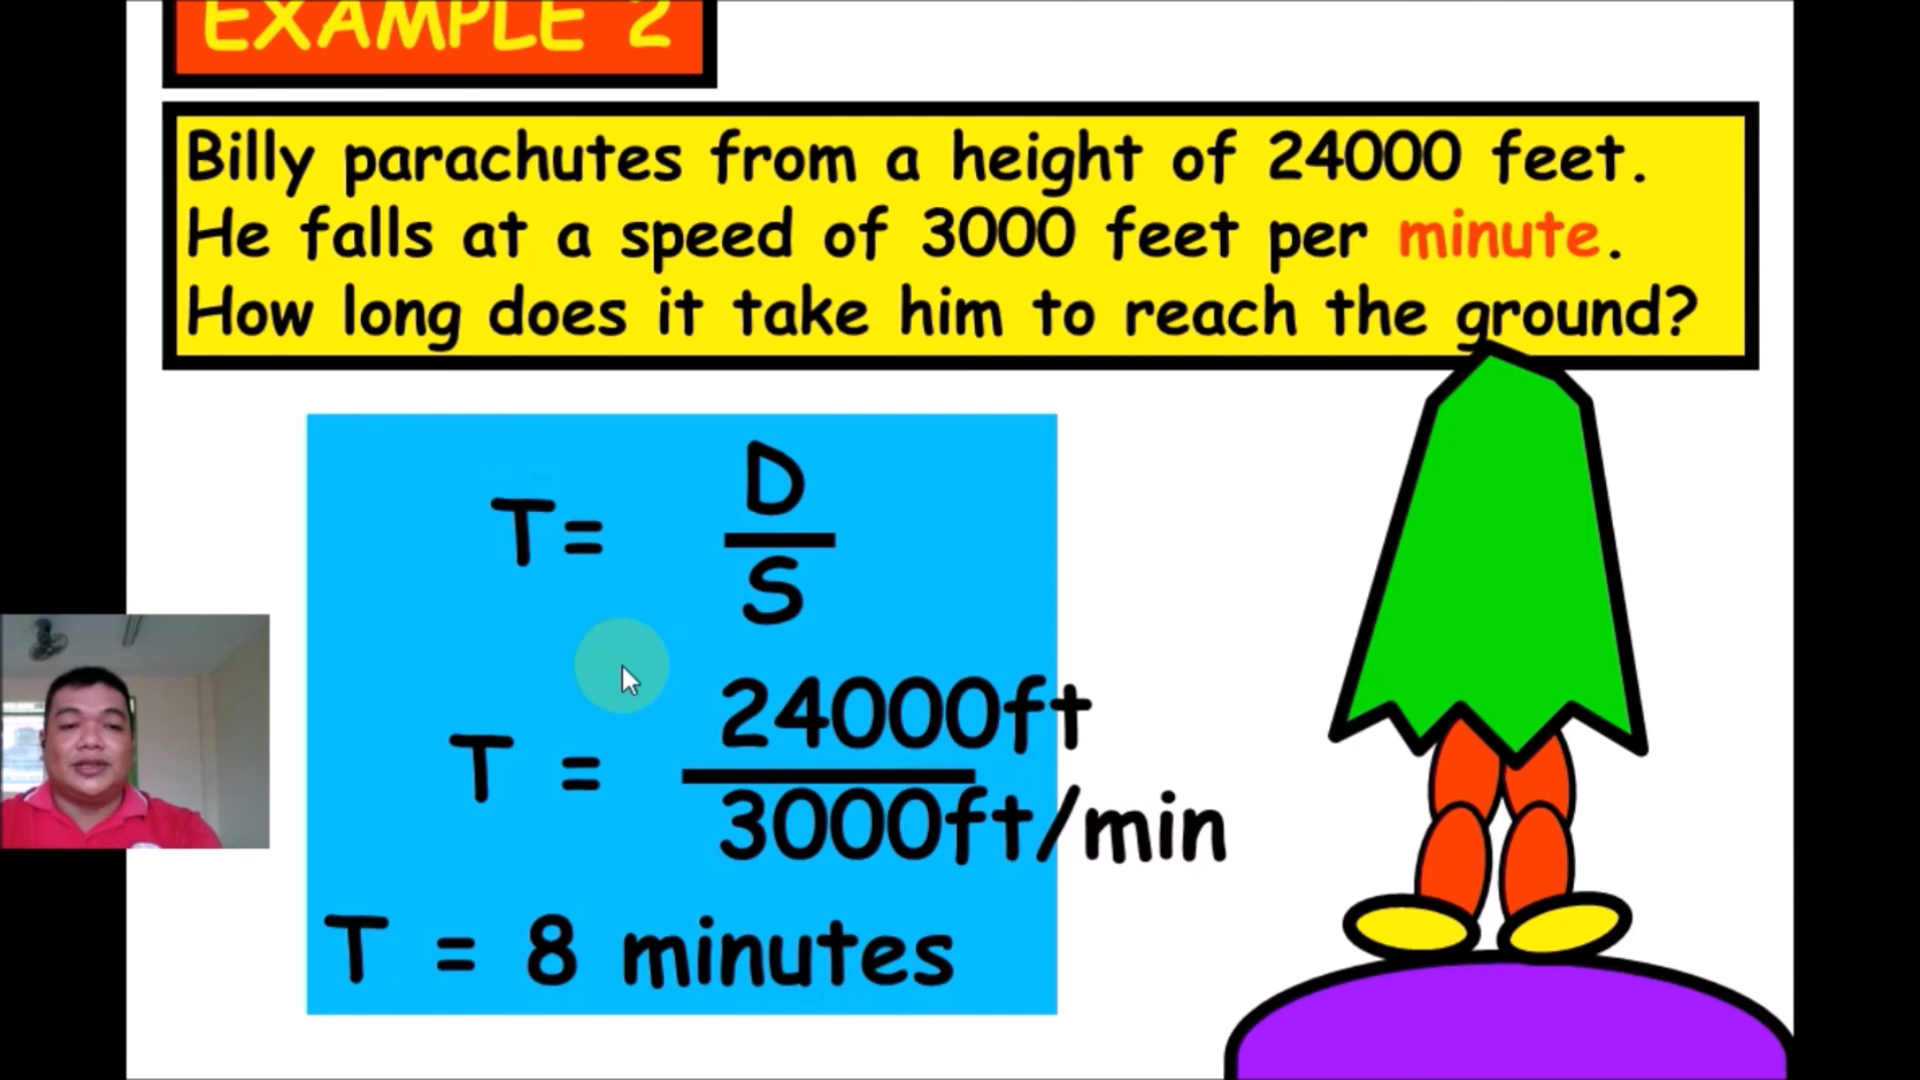 EXAMPLE 2
Billy parachutes from a height of 24000 feet.
He falls at a speed of 3000 feet per minute.
How long does it take him to reach the ground?
T= D
S
T = 24000ft
3000ft/min
T = 8 minutes